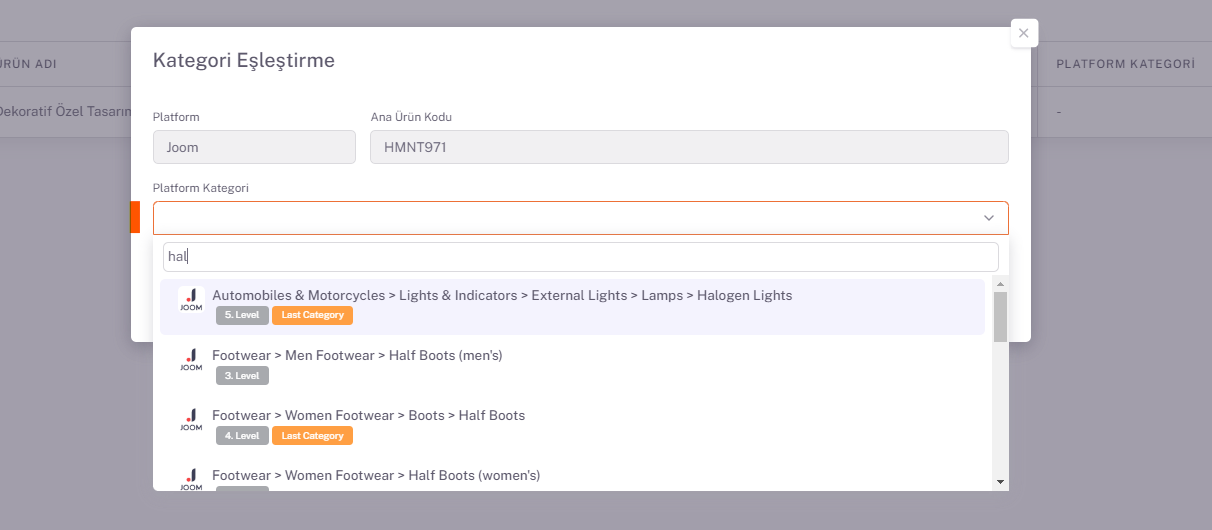 Kategori Eşleştirme
ÜRÜN ADI
PLATFORM KATEGORİ
Dekoratif Özel Tasarım
-
Platform
Ana Ürün Kodu
Joom
HMNT971
Platform Kategori
hal
JOOM
Automobiles & Motorcycles > Lights & Indicators > External Lights > Lamps > Halogen Lights
5. Level
Last Category
JOOM
Footwear > Men Footwear > Half Boots (men's)
3. Level
JOOM
Footwear > Women Footwear > Boots > Half Boots
4. Level
Last Category
JOOM
Footwear > Women Footwear > Half Boots (women's)